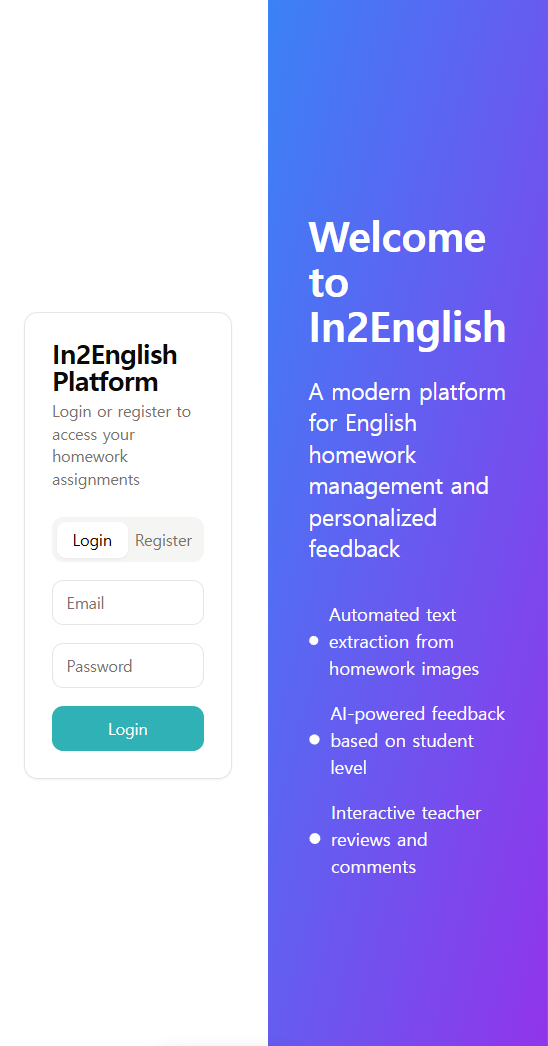 In2English
Platform
Login or register to
access your
homework
assignments
Login
Register
Email
Password
Login
Welcome
to
In2English
A modern platform
for English
homework
management and
personalized
feedback
Automated text
extraction from
homework images
AI-powered feedback
based on student
level
Interactive teacher
reviews and
comments